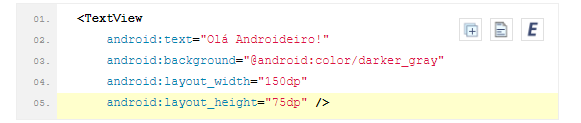 01. <TextView
02. android:text="Olá Androideiro!"
03. android:background="@android:color/darker_gray"
04. android:layout_width="150dp"
05. android:layout_height="75dp" />
E